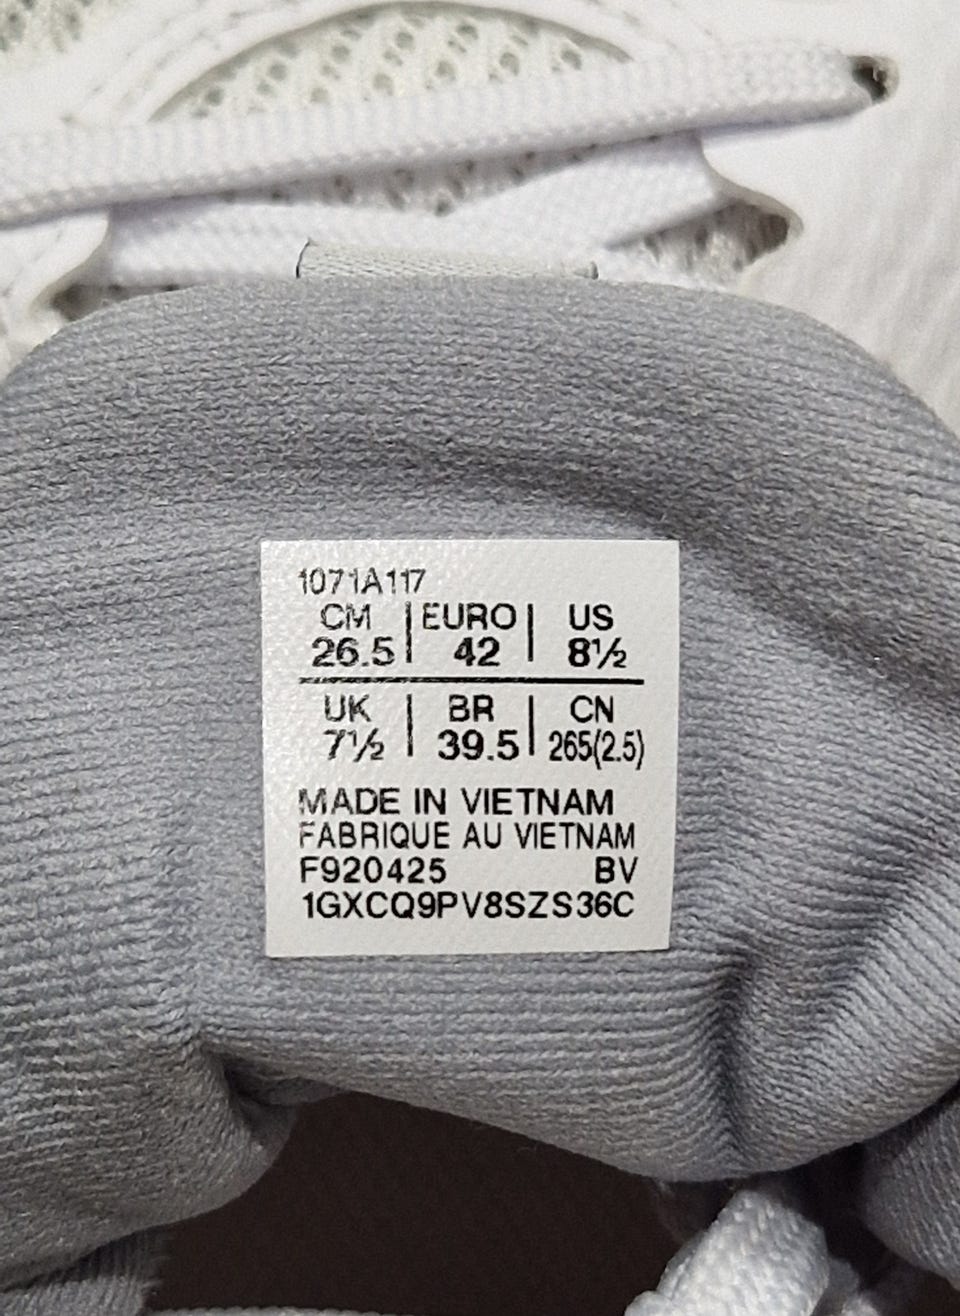 1071A117
CM EURO US
26.5 42 8½
UK BR CN
7½ 39.5 265(2.5)
MADE IN VIETNAM
FABRIQUE AU VIETNAM
F920425 BV
1GXCQ9PV8SZS36C